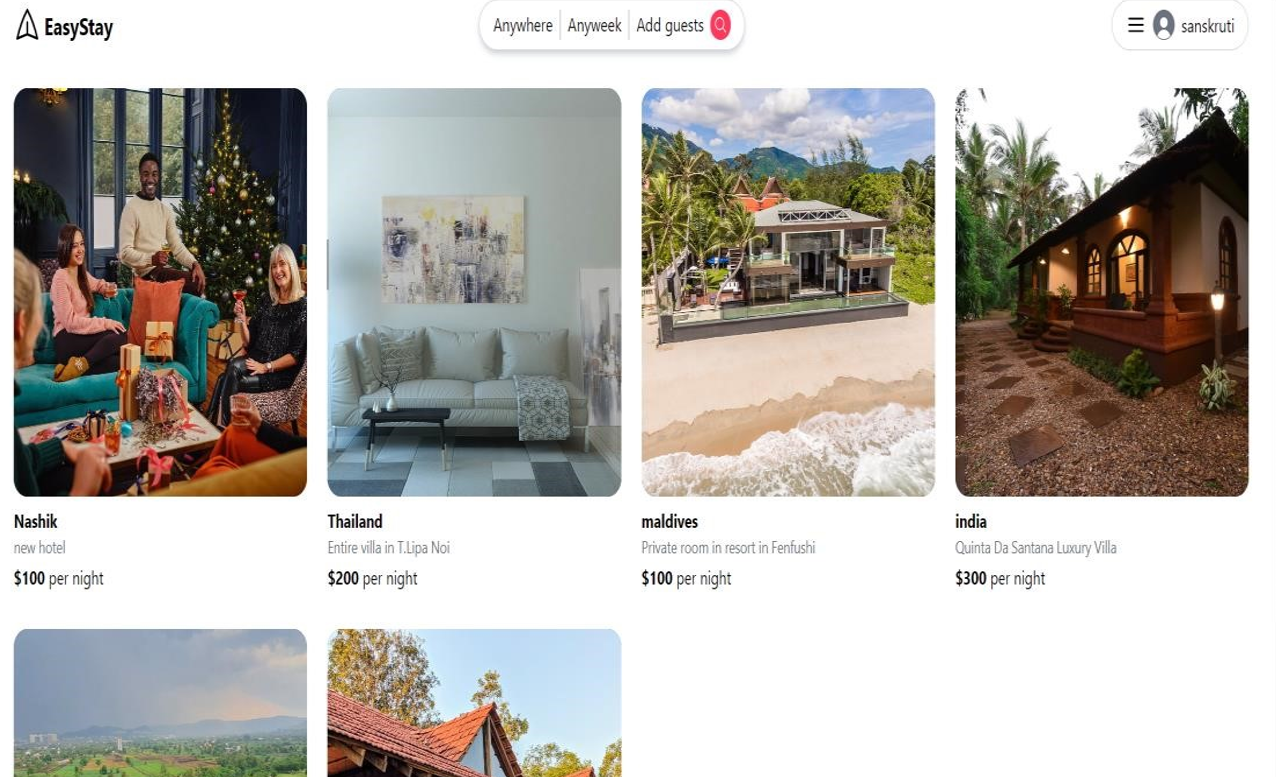 EasyStay
Anywhere Anyweek Add guests
sanskruti
Nashik
new hotel
$100 per night
Thailand
Entire villa in T.Lipa Noi
$200 per night
maldives
Private room in resort in Fenfushi
$100 per night
india
Quinta Da Santana Luxury Villa
$300 per night